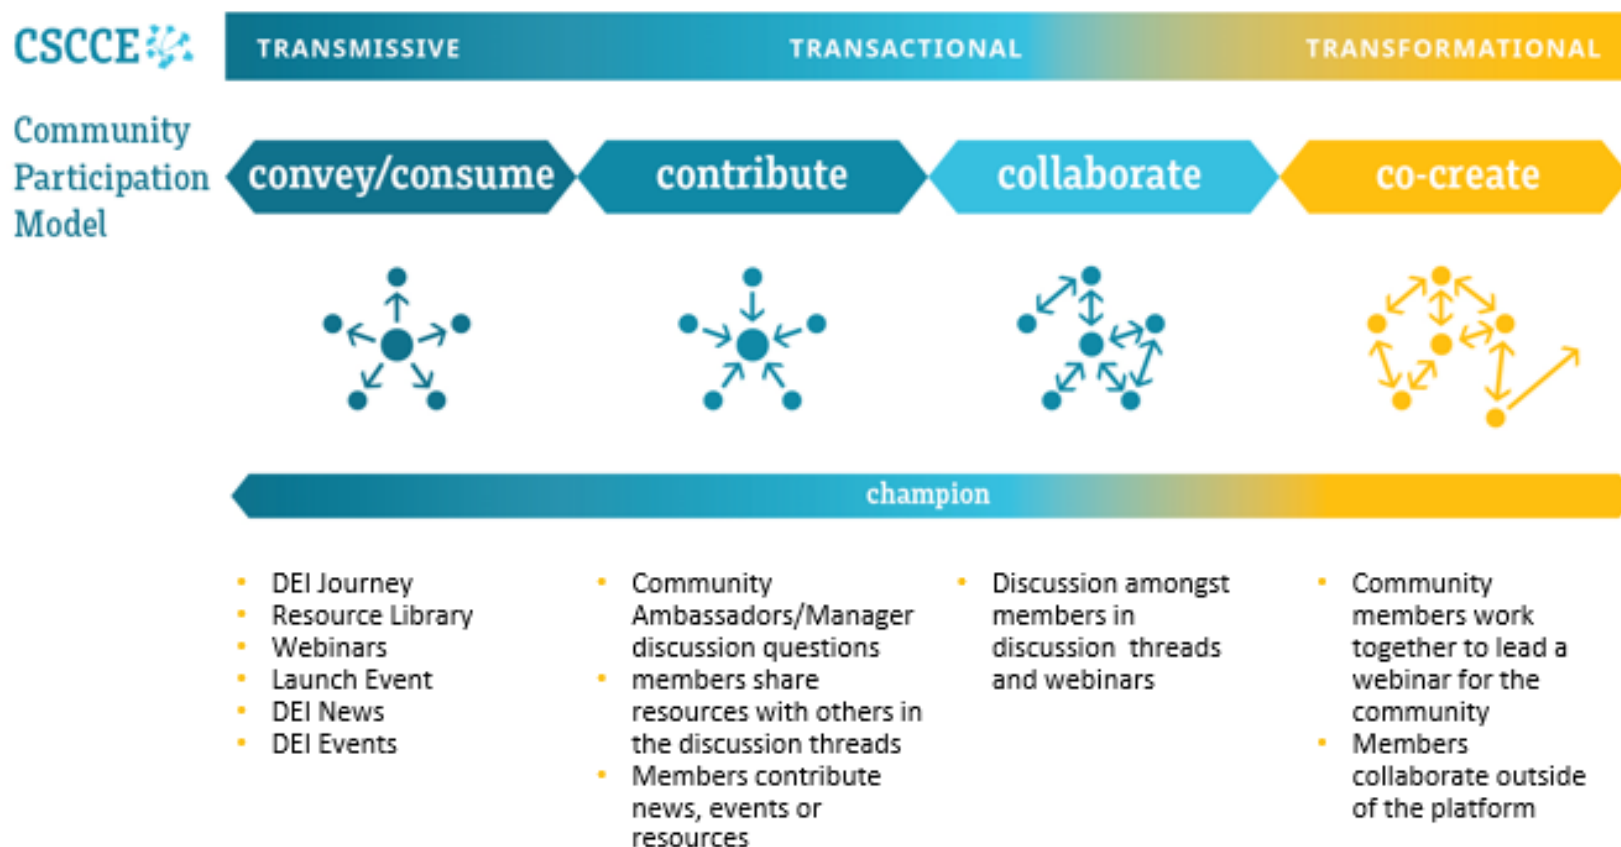 CSCCE
TRANSMISSIVE
TRANSACTIONAL
TRANSFORMATIONAL
Community
Participation
Model
convey/consume
contribute
collaborate
co-create
champion
• DEI Journey
• Resource Library
• Webinars
• Launch Event
• DEI News
• DEI Events
• Community
Ambassadors/Manager
discussion questions
• members share
resources with others in
the discussion threads
• Members contribute
news, events or
resources
• Discussion amongst
members in
discussion threads
and webinars
• Community
members work
together to lead a
webinar for the
community
• Members
collaborate outside
of the platform